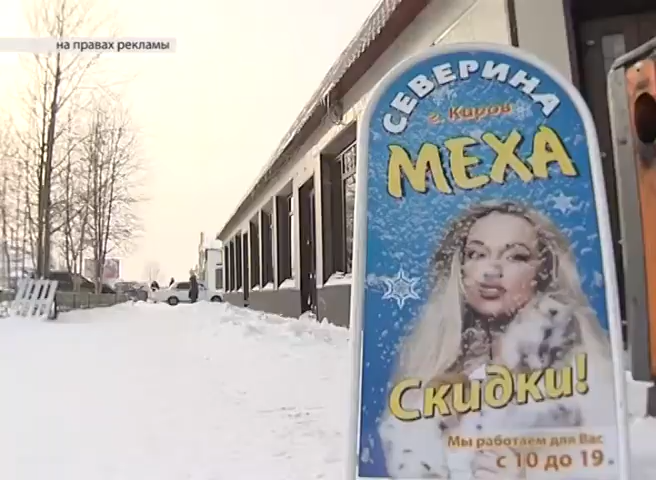 на правах рекламы
СЕВЕРИНА
г. Киров
МЕХА
Скидки!
Мы работаем для Вас
с 10 до 19